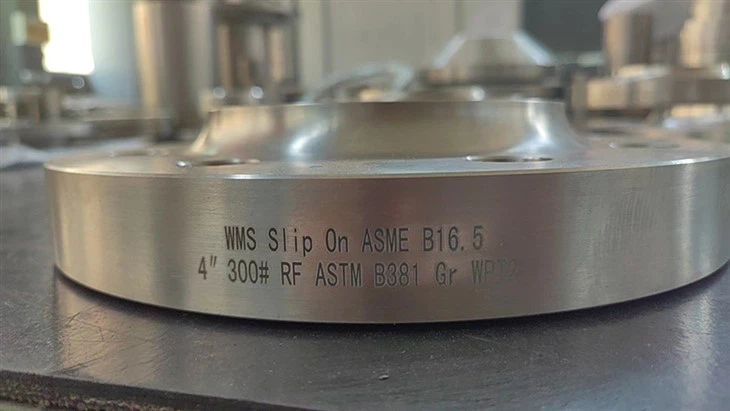 WMS Slip On ASME B16.5
4" 300# RF ASTM B381 Gr